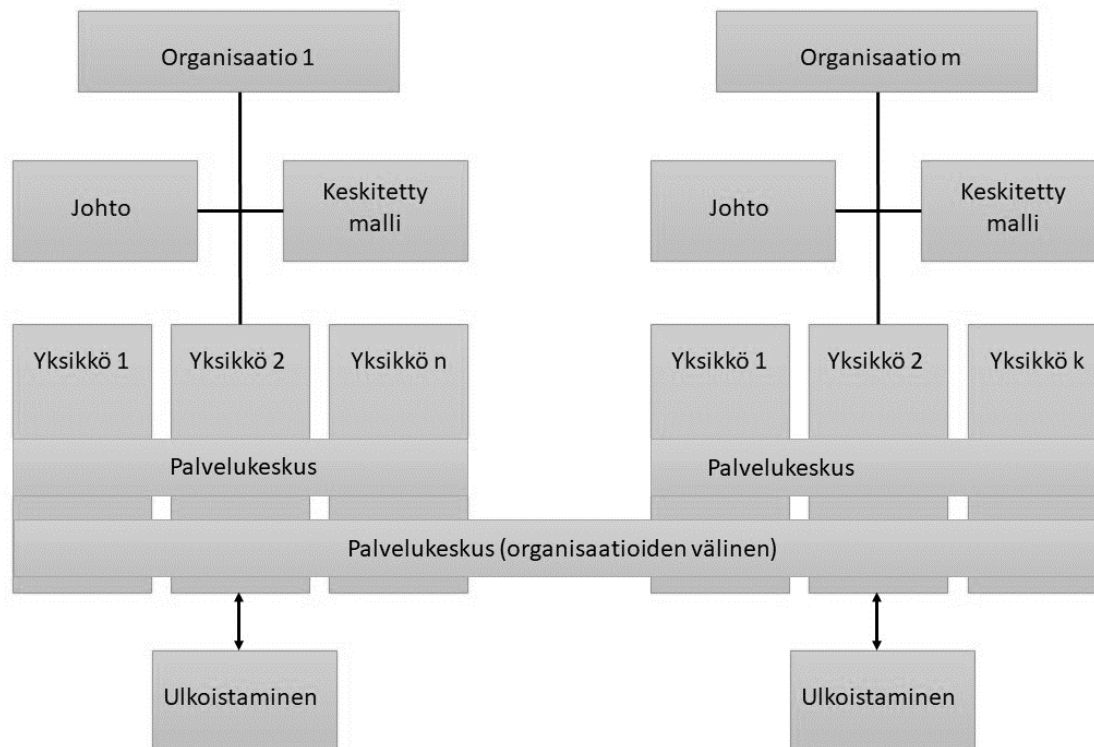 Organisaatio 1
Organisaatio m
Johto
Keskitetty
malli
Johto
Keskitetty
malli
Yksikkö 1
Yksikkö 2
Yksikkö n
Yksikkö 1
Yksikkö 2
Yksikkö k
Palvelukeskus
Palvelukeskus
Palvelukeskus (organisaatioiden välinen)
Ulkoistaminen
Ulkoistaminen